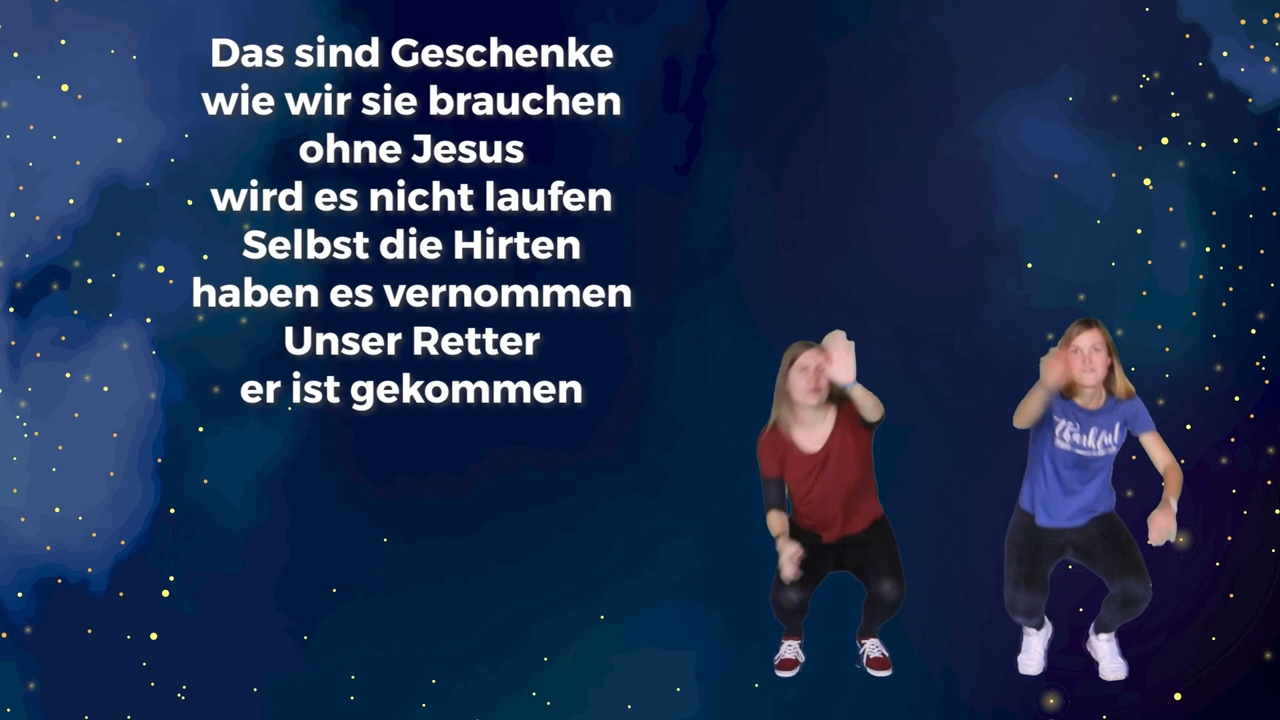 Das sind Geschenke
wie wir sie brauchen
ohne Jesus
wird es nicht laufen
Selbst die Hirten
haben es vernommen
Unser Retter
er ist gekommen